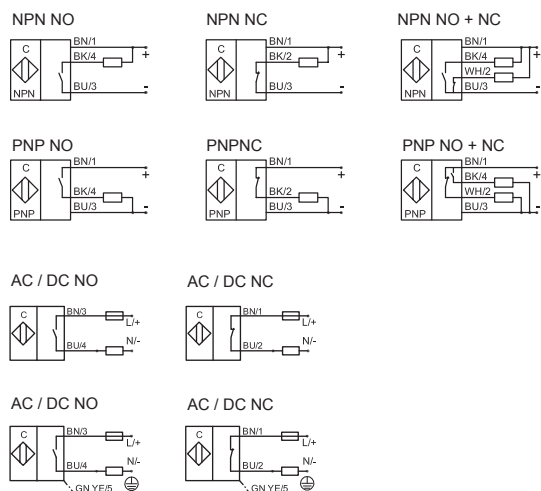 NPN NO
NPN NC
NPN NO + NC
C
BN/1
BK/4
+
NPN
BU/3
-
C
BN/1
BK/2
+
NPN
BU/3
-
C
BN/1
BK/4
+
WH/2
NPN
BU/3
-
PNP NO
PNPNC
PNP NO + NC
C
BN/1
+
BK/4
-
PNP
BU/3
C
BN/1
+
BK/2
-
PNP
BU/3
C
BN/1
+
BK/4
WH/2
-
PNP
BU/3
AC / DC NO
AC / DC NC
C
BN/3
L/+
N/-
BU/4
C
BN/1
L/+
N/-
BU/2
AC / DC NO
AC / DC NC
C
BN/3
L/+
N/-
BU/4
GN YE/5
C
BN/1
L/+
N/-
BU/2
GN YE/5